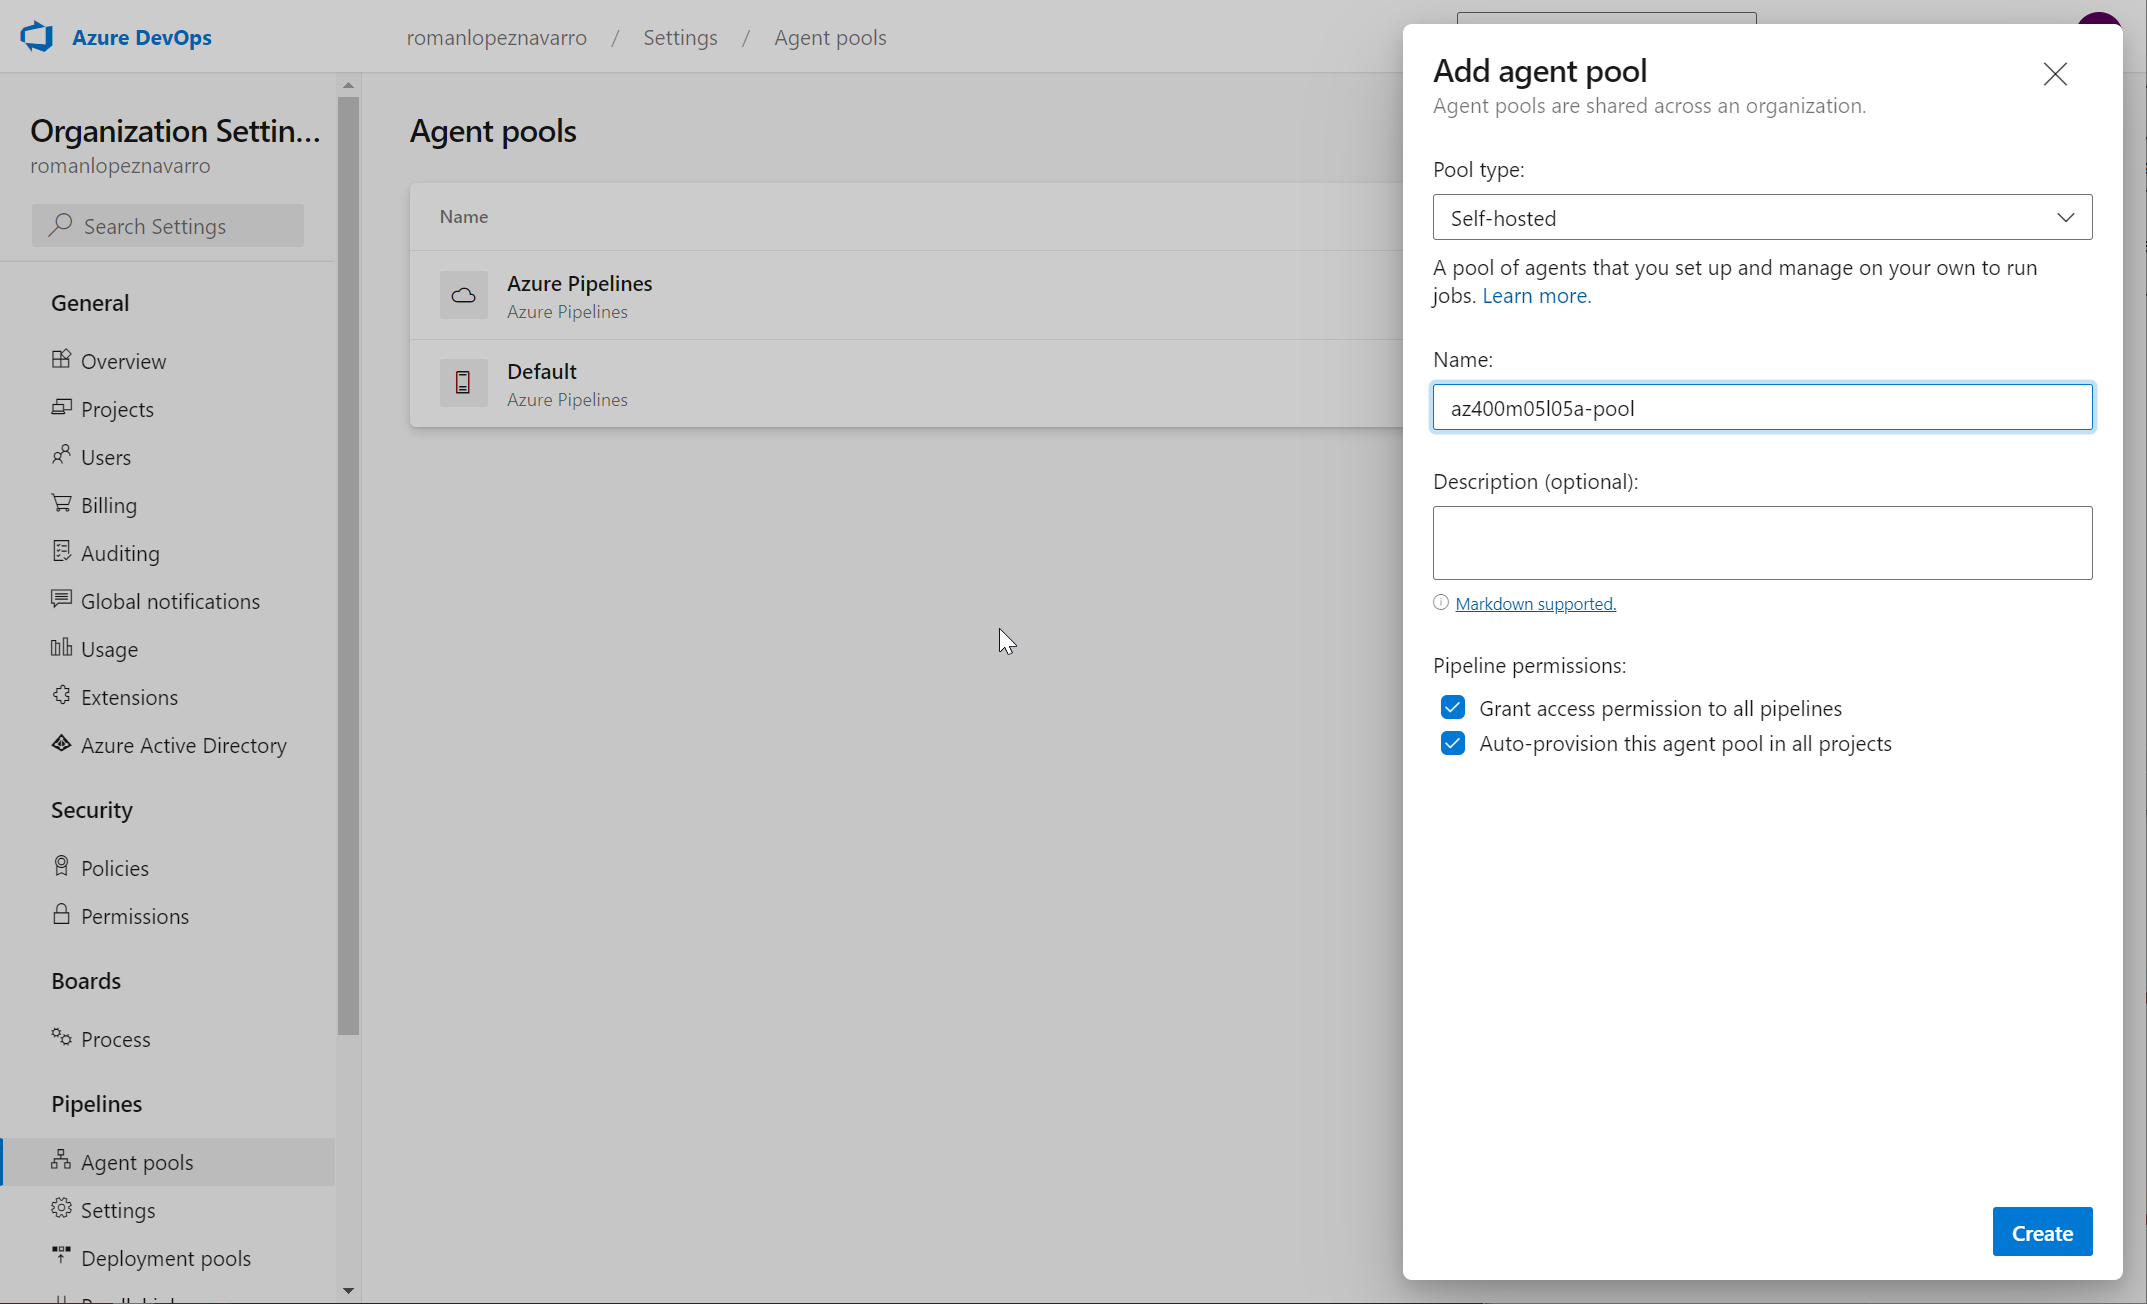 Azure DevOps
romanlopeznavarro / Settings / Agent pools
Organization Settin...
romanlopeznavarro
Search Settings
General
Overview
Projects
Users
Billing
Auditing
Global notifications
Usage
Extensions
Azure Active Directory
Security
Policies
Permissions
Boards
Process
Pipelines
Agent pools
Settings
Deployment pools
Agent pools
Name
Azure Pipelines
Azure Pipelines
Default
Azure Pipelines
Add agent pool
Agent pools are shared across an organization.
Pool type:
Self-hosted
A pool of agents that you set up and manage on your own to run
jobs. Learn more.
Name:
az400m05l05a-pool
Description (optional):
Markdown supported.
Pipeline permissions:
Grant access permission to all pipelines
Auto-provision this agent pool in all projects
Create